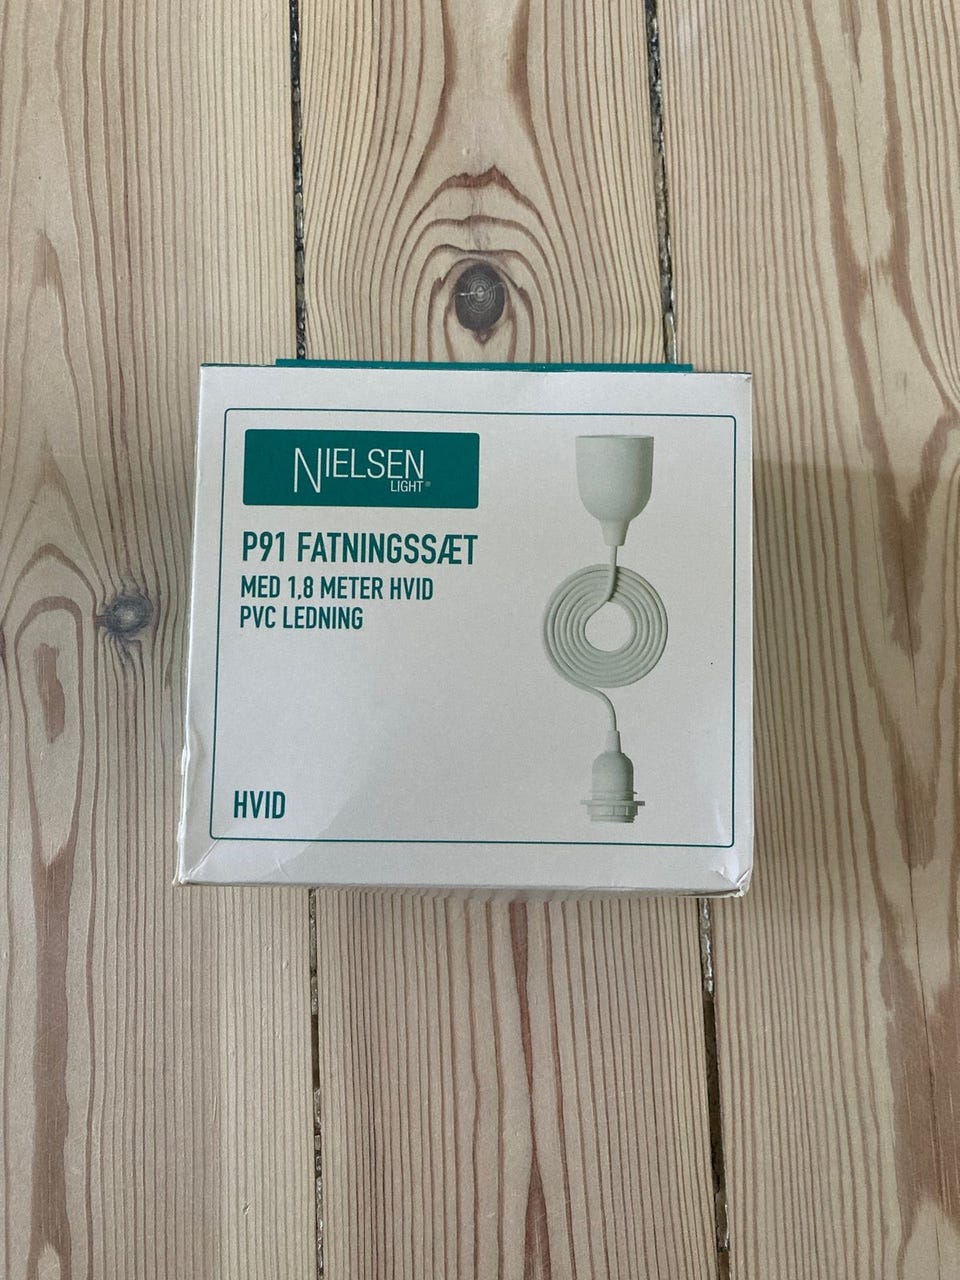 NIELSEN
LIGHT®
P91 FATNINGSSÆT
MED 1,8 METER HVID
PVC LEDNING
HVID